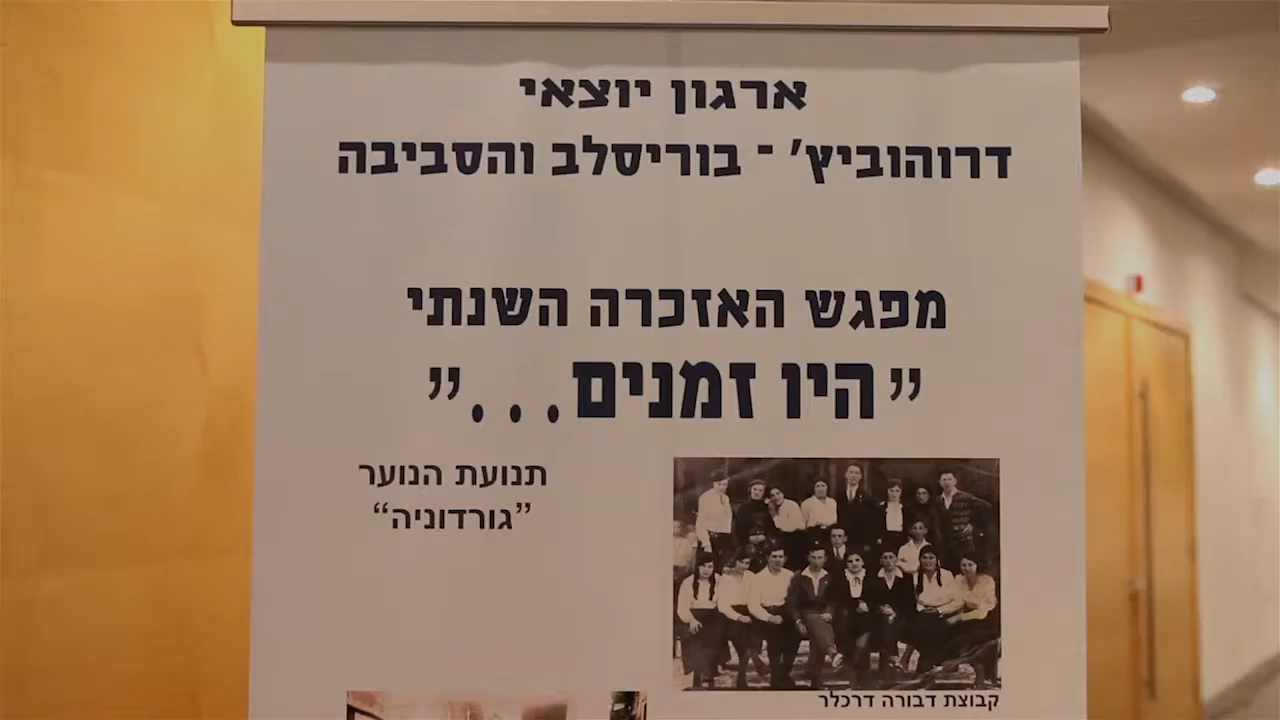 ארגון יוצאי
דרוהוביץ' - בוריסלב והסביבה
מפגש האזכרה השנתי
"היו זמנים..."
תנועת הנוער
"גורדוניה"
קבוצת דבורה דרכלר